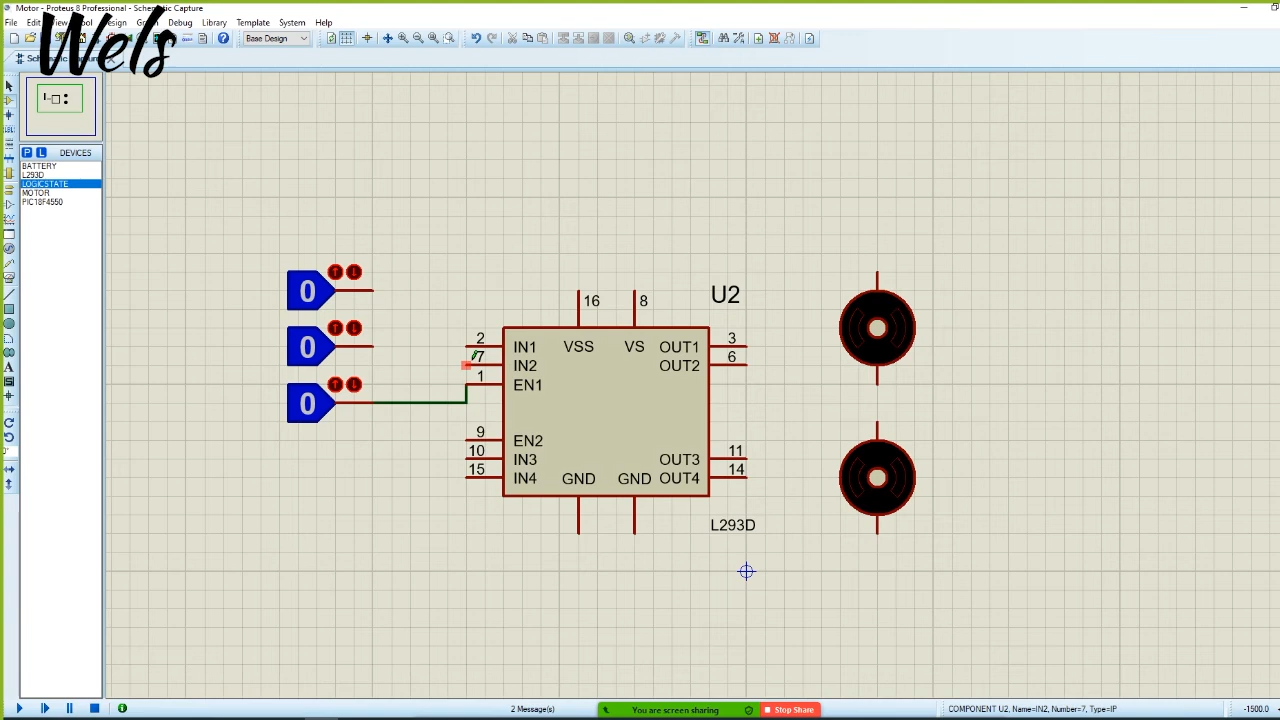 Motor - Proteus 8 Professional - Schematic Capture
File Edit View Tool Design Graph Debug Library Template System Help
Wels
Base Design
Schematic Capture
P L DEVICES
BATTERY
L293D
LOGICSTATE
MOTOR
PIC18F4550
0
0
0
U2
16
8
2
7
1
9
10
15
3
6
11
14
IN1
IN2
EN1
EN2
IN3
IN4
VSS
VS
OUT1
OUT2
OUT3
OUT4
GND
GND
L293D
2 Message(s)
You are screen sharing
Stop Share
COMPONENT U2, Name=IN2, Number=7, Type=IP
-1500.0